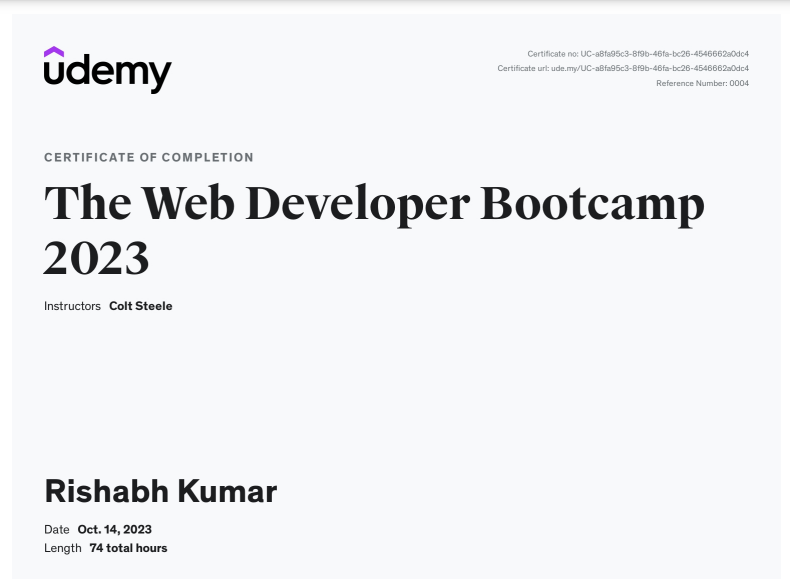 udemy
Certificate no: UC-a8fa95c3-8f9b-46fa-bc26-4546662a0dc4
Certificate url: ude.my/UC-a8fa95c3-8f9b-46fa-bc26-4546662a0dc4
Reference Number: 0004
CERTIFICATE OF COMPLETION
The Web Developer Bootcamp
2023
Instructors Colt Steele
Rishabh Kumar
Date Oct. 14, 2023
Length 74 total hours